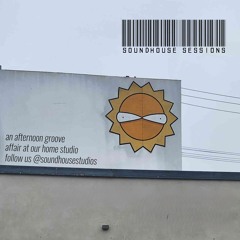 SOUNDHOUSE SESSIONS
an afternoon groove
affair at our home studio
follow us @soundhousestudios